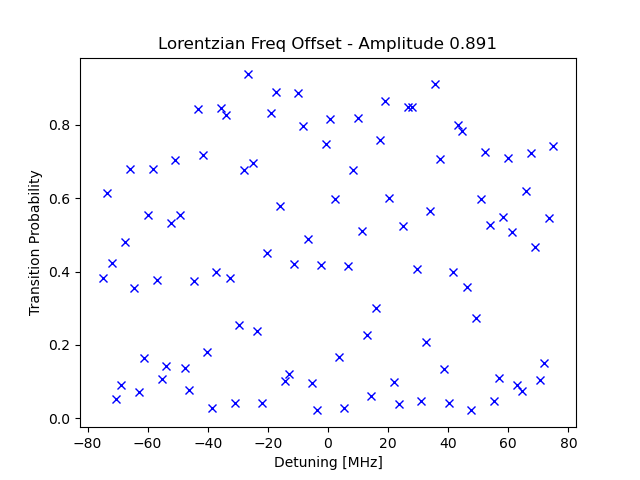 Lorentzian Freq Offset - Amplitude 0.891
Transition Probability
0.8
0.6
0.4
0.2
0.0
−80 −60 −40 −20 0 20 40 60 80
Detuning [MHz]